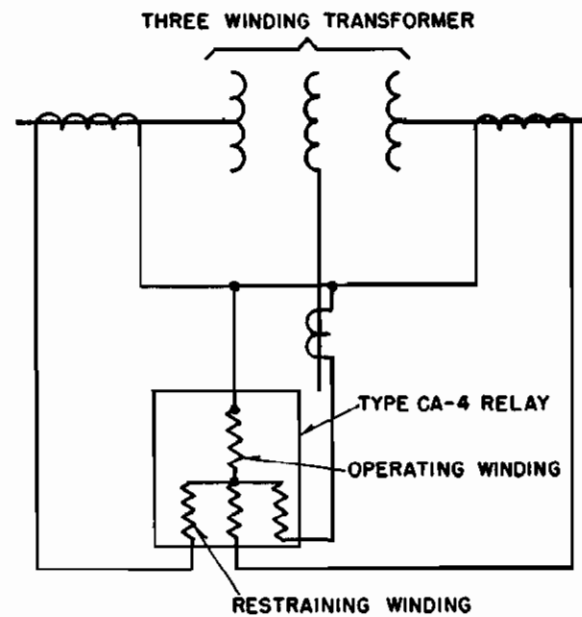 THREE WINDING TRANSFORMER
TYPE CA-4 RELAY
OPERATING WINDING
RESTRAINING WINDING